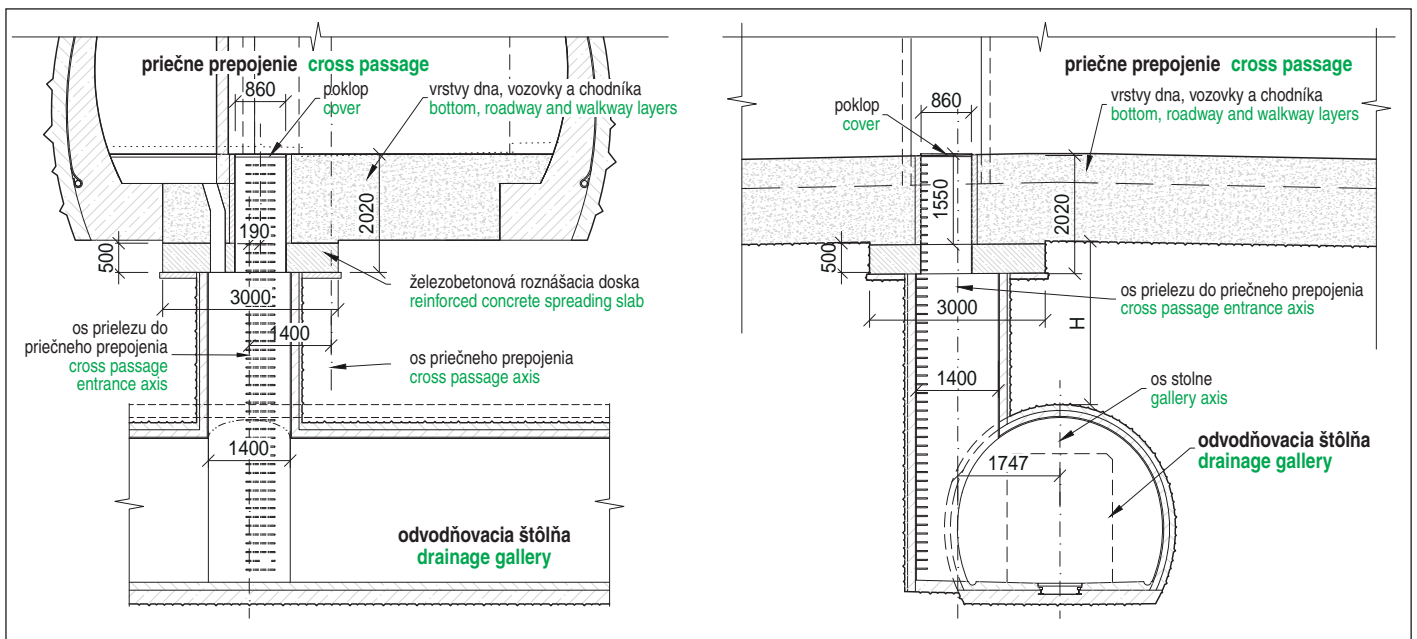 priečne prepojenie cross passage
860
poklop
cover
vrstvy dna, vozovky a chodníka
bottom, roadway and walkway layers
2020
190
500
železobetonová roznášacia doska
reinforced concrete spreading slab
3000
1400
os prielezu do
priečneho prepojenia
cross passage
entrance axis
os priečneho prepojenia
cross passage axis
1400
odvodňovacia štôlňa
drainage gallery
priečne prepojenie cross passage
860
poklop
cover
vrstvy dna, vozovky a chodníka
bottom, roadway and walkway layers
1550
2020
500
os prielezu do priečneho prepojenia
cross passage entrance axis
3000
H
1400
os stolne
gallery axis
1747
odvodňovacia štôlňa
drainage gallery